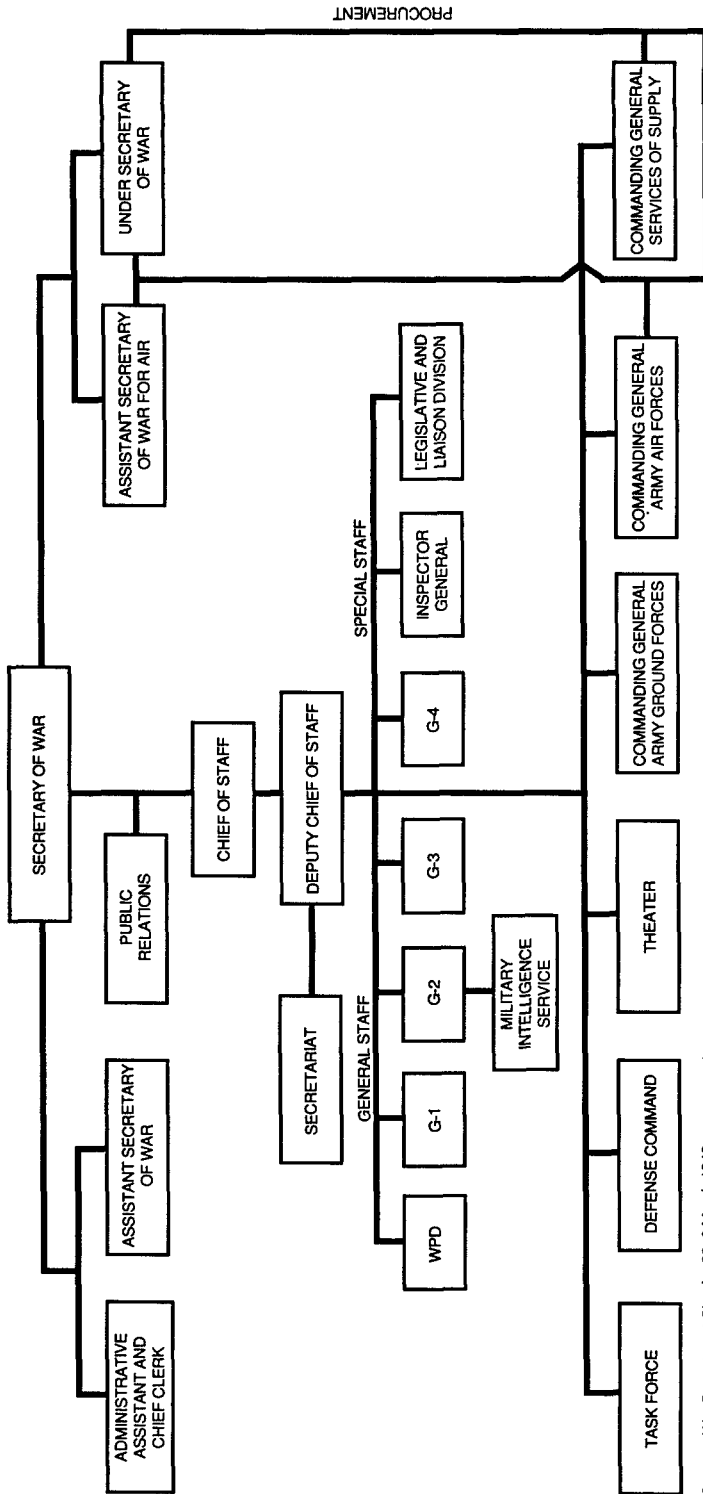 SECRETARY OF WAR
PUBLIC
RELATIONS
ADMINISTRATIVE
ASSISTANT AND
CHIEF CLERK
ASSISTANT SECRETARY
OF WAR
ASSISTANT SECRETARY
OF WAR FOR AIR
UNDER SECRETARY
OF WAR
CHIEF OF STAFF
SECRETARIAT
DEPUTY CHIEF OF STAFF
GENERAL STAFF
SPECIAL STAFF
WPD
G-1
G-2
G-3
G-4
INSPECTOR
GENERAL
LEGISLATIVE AND
LIAISON DIVISION
MILITARY
INTELLIGENCE
SERVICE
PROCUREMENT
TASK FORCE
DEFENSE COMMAND
THEATER
COMMANDING GENERAL
ARMY GROUND FORCES
COMMANDING GENERAL
ARMY AIR FORCES
COMMANDING GENERAL
SERVICES OF SUPPLY